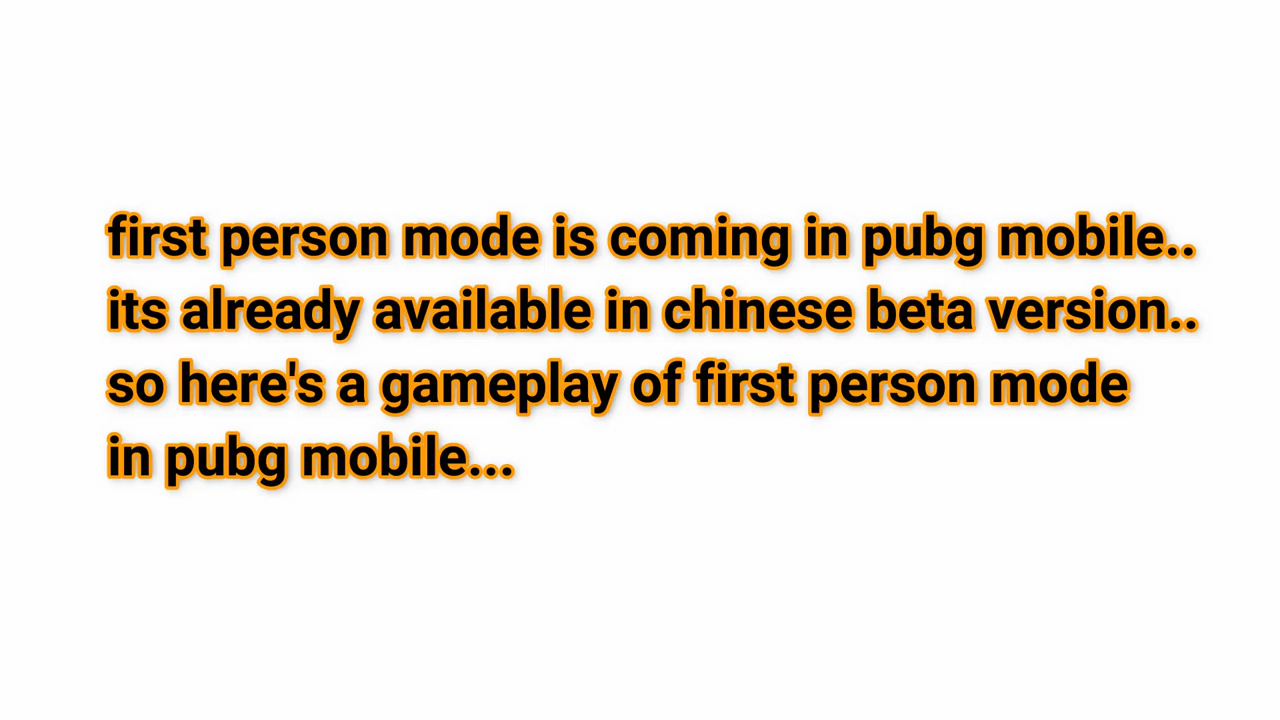 first person mode is coming in pubg mobile..
its already available in chinese beta version..
so here's a gameplay of first person mode
in pubg mobile...